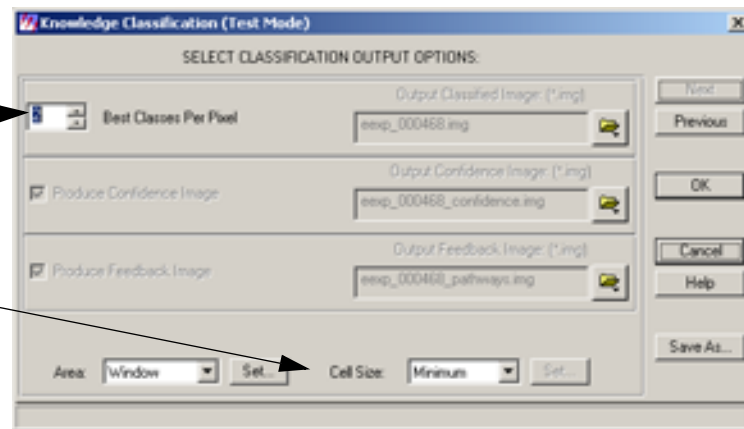 Knowledge Classification (Test Mode)
SELECT CLASSIFICATION OUTPUT OPTIONS:
Best Classes Per Pixel
Output Classified Image: (*.img)
eexp_000468.img
Produce Confidence Image
Output Confidence Image: (*.img)
eexp_000468_confidence.img
Produce Feedback Image
Output Feedback Image: (*.img)
eexp_000468_pathways.img
Area: Window Set... Cell Size: Minimum Set...
Next
Previous
OK
Cancel
Help
Save As...